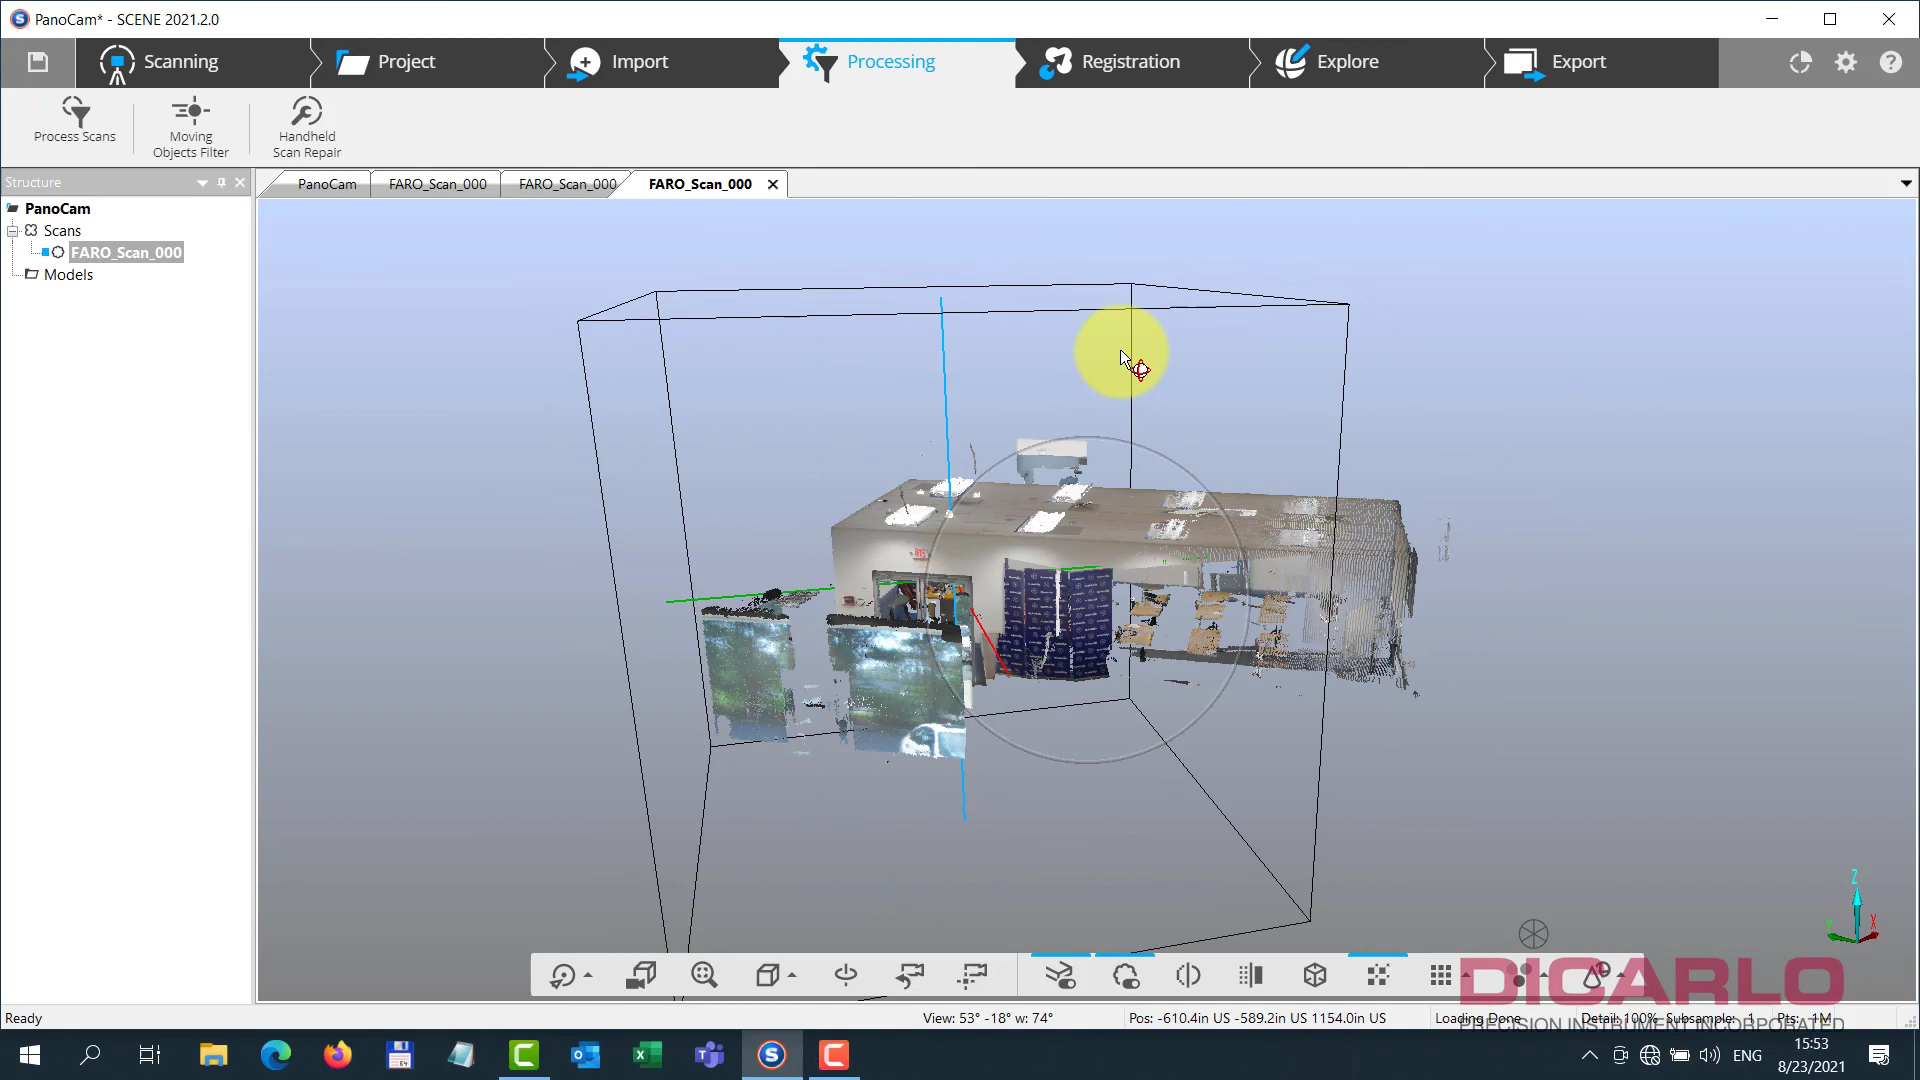 PanoCam* - SCENE 2021.2.0
Scanning
Project
Import
Processing
Registration
Explore
Export
Process Scans
Moving
Objects Filter
Handheld
Scan Repair
Structure
PanoCam
FARO_Scan_000
FARO_Scan_000
FARO_Scan_000
PanoCam
Scans
FARO_Scan_000
Models
Z
Y
X
DICARLO
PRECISION INSTRUMENT INCORPORATED
Ready
View: 53° -18° w: 74°
Pos: -610.4in US -589.2in US 1154.0in US
Loading Done
Detail: 100%
Subsample: 1
Pts: 1M
ENG
15:53
8/23/2021